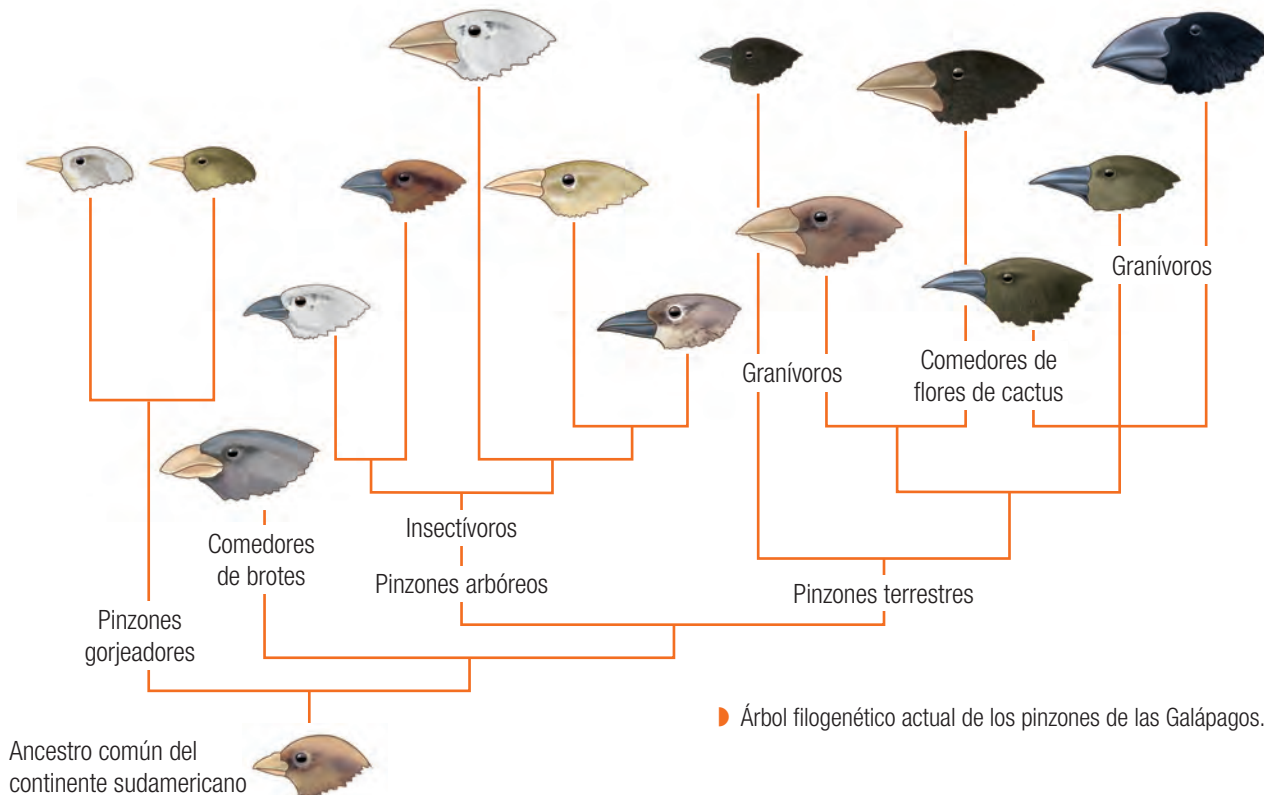 Granívoros
Granívoros
Comedores de
flores de cactus
Insectívoros
Comedores
de brotes
Pinzones arbóreos
Pinzones terrestres
Pinzones
gorjeadores
Árbol filogenético actual de los pinzones de las Galápagos.
Ancestro común del
continente sudamericano